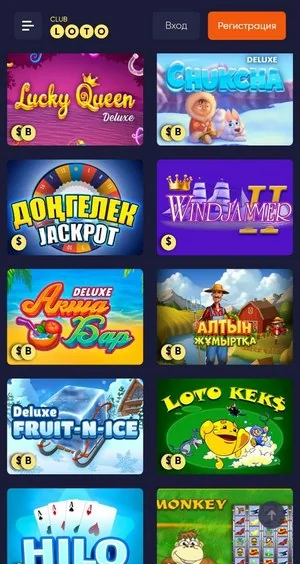 CLUB
LOTO
Вход
Регистрация
Lucky Queen
Deluxe
$ B
DELUXE
CHUKCHA
$ B
ДОҢГЕЛЕК
JACKPOT
$
WINDJAMMER
II
$
DELUXE
Акша
Бар
$ B
АЛТЫН
ЖҰМЫРТҚА
$ B
Deluxe
FRUIT-N-ICE
$ B
LOTO KEK$
$ B
HILO
MONKEY